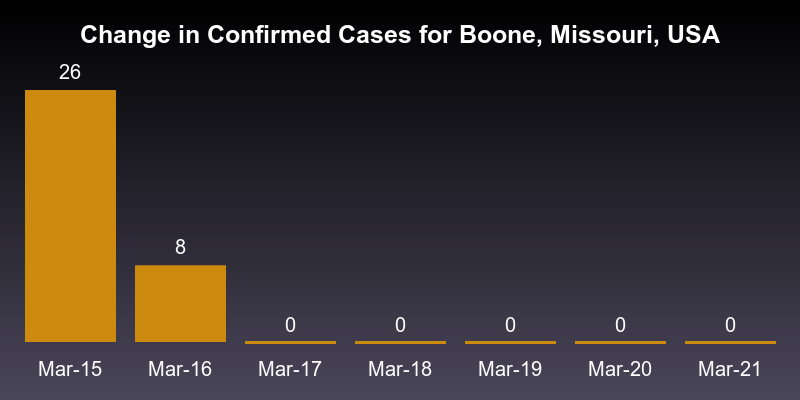 Change in Confirmed Cases for Boone, Missouri, USA
26
8
0 0 0 0 0
Mar-15 Mar-16 Mar-17 Mar-18 Mar-19 Mar-20 Mar-21